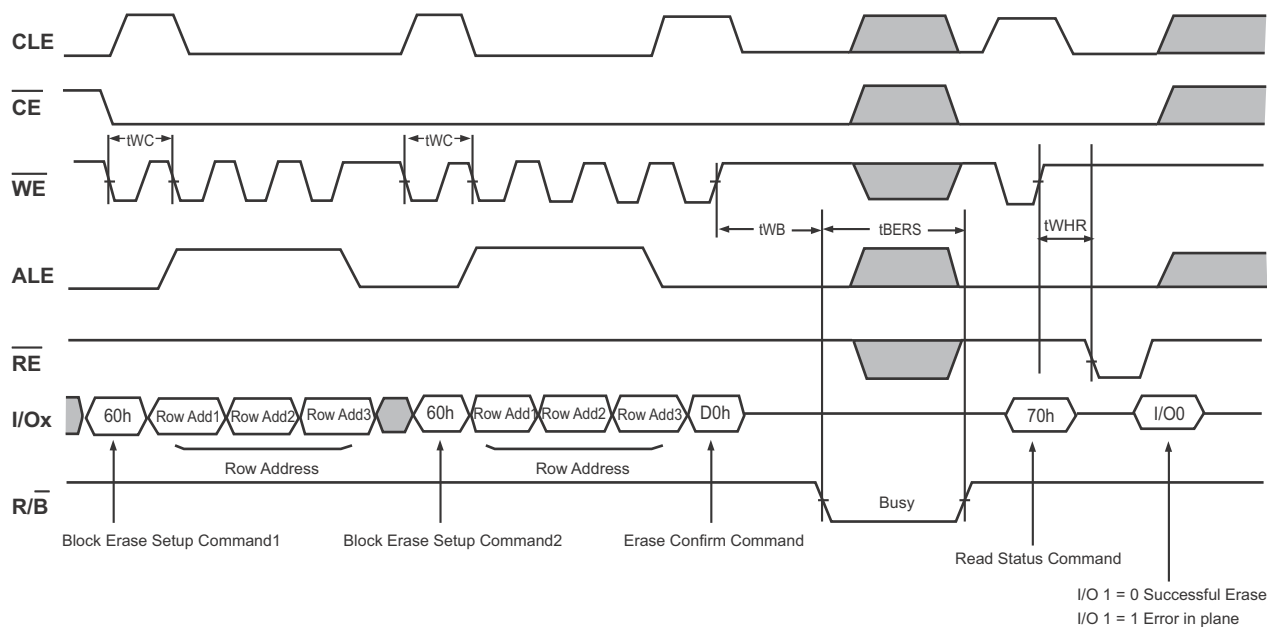 CLE
CE
tWC
tWC
WE
tWB
tBERS
tWHR
ALE
RE
I/Ox
60h
Row Add1
Row Add2
Row Add3
60h
Row Add1
Row Add2
Row Add3
D0h
70h
I/O0
Row Address
Row Address
R/B
Busy
Block Erase Setup Command1
Block Erase Setup Command2
Erase Confirm Command
Read Status Command
I/O 1 = 0 Successful Erase
I/O 1 = 1 Error in plane